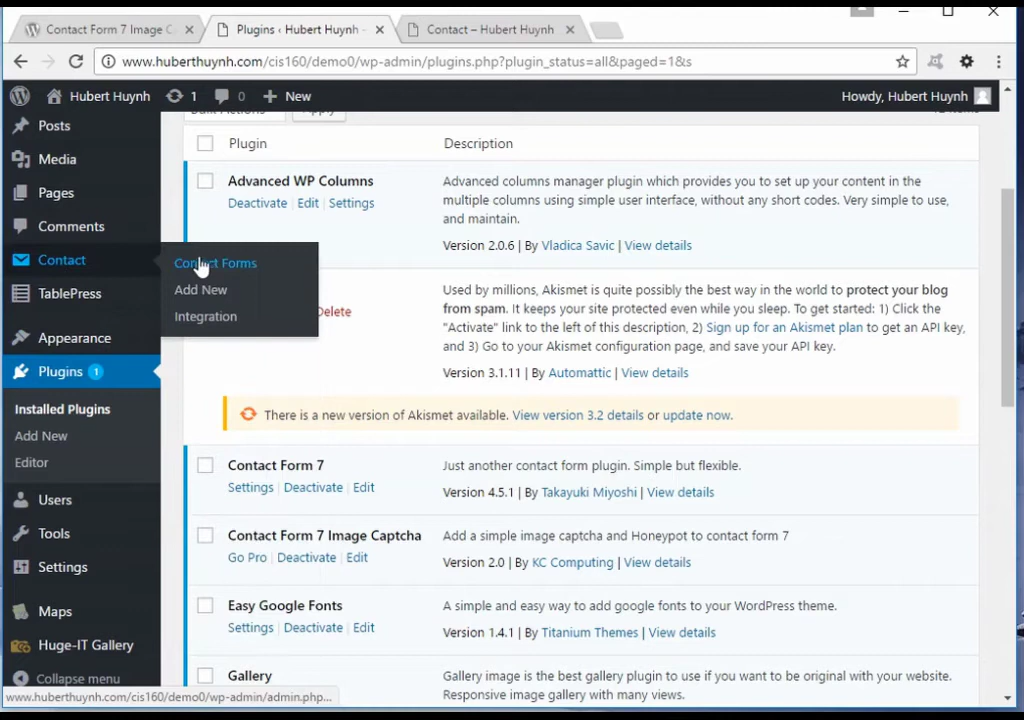 Contact Form 7 Image C
Plugins ‹ Hubert Huynh -
Contact – Hubert Huynh
www.huberthuynh.com/cis160/demo0/wp-admin/plugins.php?plugin_status=all&paged=1&s
Hubert Huynh
1
0
New
Howdy, Hubert Huynh
Posts
Media
Pages
Comments
Contact
Contact Forms
Add New
Integration
TablePress
Appearance
Plugins 1
Installed Plugins
Add New
Editor
Users
Tools
Settings
Maps
Huge-IT Gallery
Collapse menu
Bulk Actions
Apply
Plugin
Description
Advanced WP Columns
Deactivate | Edit | Settings
Advanced columns manager plugin which provides you to set up your content in the
multiple columns using simple user interface, without any short codes. Very simple to use,
and maintain.
Version 2.0.6 | By Vladica Savic | View details
Delete
Used by millions, Akismet is quite possibly the best way in the world to protect your blog
from spam. It keeps your site protected even while you sleep. To get started: 1) Click the
"Activate" link to the left of this description, 2) Sign up for an Akismet plan to get an API key,
and 3) Go to your Akismet configuration page, and save your API key.
Version 3.1.11 | By Automattic | View details
There is a new version of Akismet available. View version 3.2 details or update now.
Contact Form 7
Settings | Deactivate | Edit
Just another contact form plugin. Simple but flexible.
Version 4.5.1 | By Takayuki Miyoshi | View details
Contact Form 7 Image Captcha
Go Pro | Deactivate | Edit
Add a simple image captcha and Honeypot to contact form 7
Version 2.0 | By KC Computing | View details
Easy Google Fonts
Settings | Deactivate | Edit
A simple and easy way to add google fonts to your WordPress theme.
Version 1.4.1 | By Titanium Themes | View details
Gallery
Gallery image is the best gallery plugin to use if you want to be original with your website.
Responsive image gallery with many views.
www.huberthuynh.com/cis160/demo0/wp-admin/admin.php...